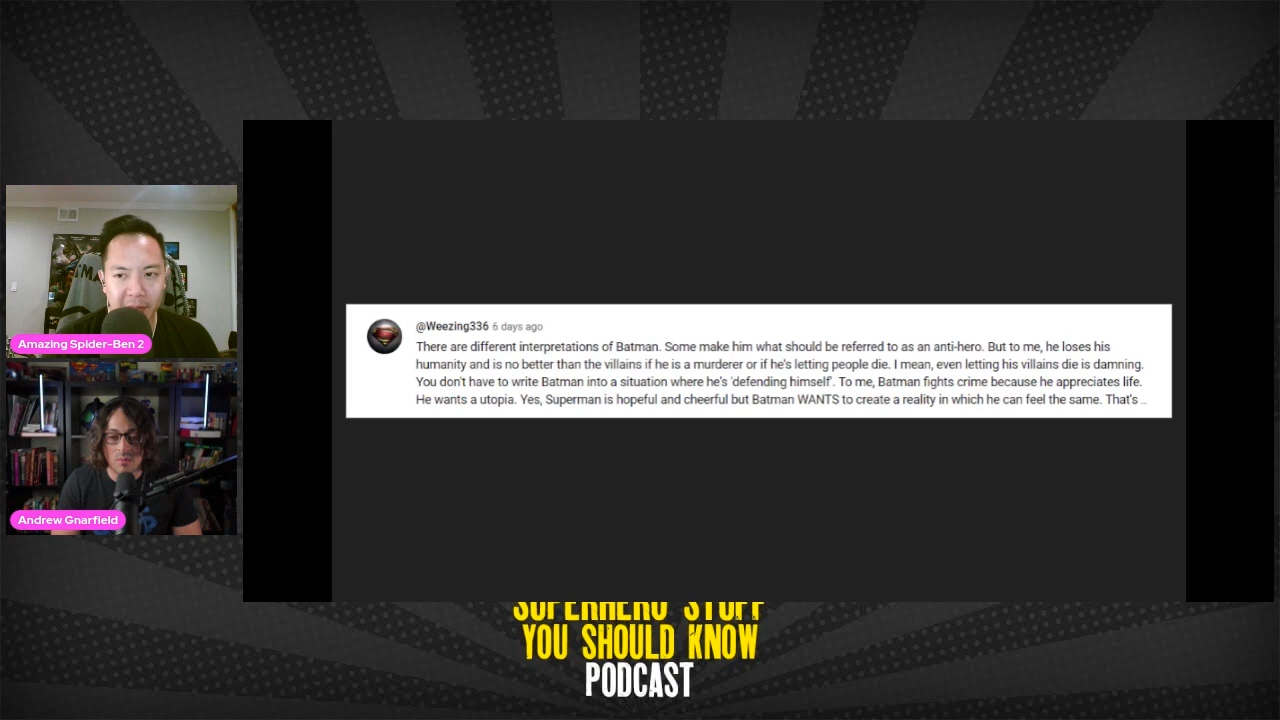 @Weezing336 6 days ago
There are different interpretations of Batman. Some make him what should be referred to as an anti-hero. But to me, he loses his
humanity and is no better than the villains if he is a murderer or if he's letting people die. I mean, even letting his villains die is damning.
You don't have to write Batman into a situation where he's 'defending himself'. To me, Batman fights crime because he appreciates life.
He wants a utopia. Yes, Superman is hopeful and cheerful but Batman WANTS to create a reality in which he can feel the same. That's ..
Amazing Spider-Ben 2
Andrew Gnarfield
SUPERHERO STUFF
YOU SHOULD KNOW
PODCAST